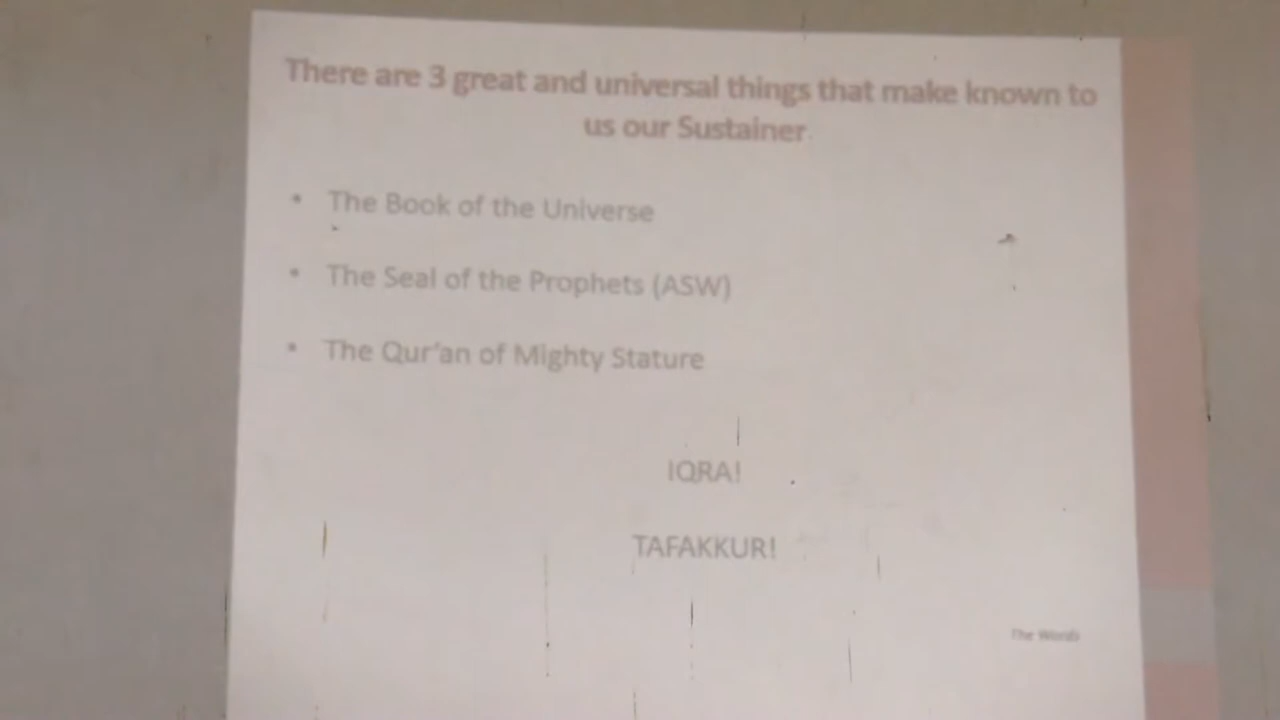 There are 3 great and universal things that make known to
us our Sustainer
• The Book of the Universe
• The Seal of the Prophets (ASW)
• The Qur'an of Mighty Stature
IQRA!
TAFAKKUR!
The Words